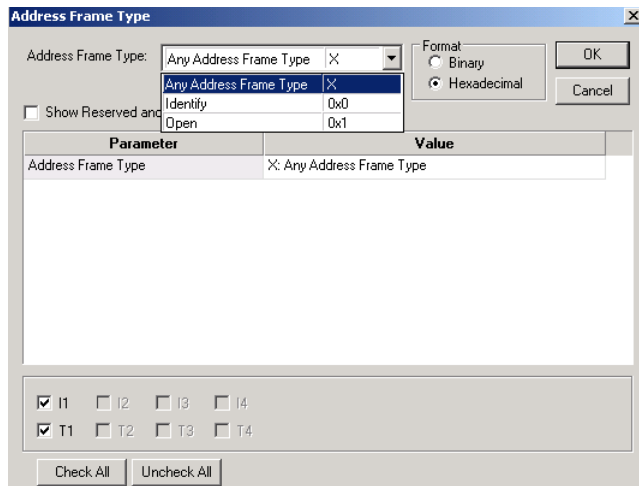 Address Frame Type
Address Frame Type: Any Address Frame Type X
Format
Binary
Hexadecimal
OK
Cancel
Any Address Frame Type X
Identify 0x0
Open 0x1
Show Reserved and
Parameter Value
Address Frame Type X: Any Address Frame Type
I1 I2 I3 I4
T1 T2 T3 T4
Check All Uncheck All